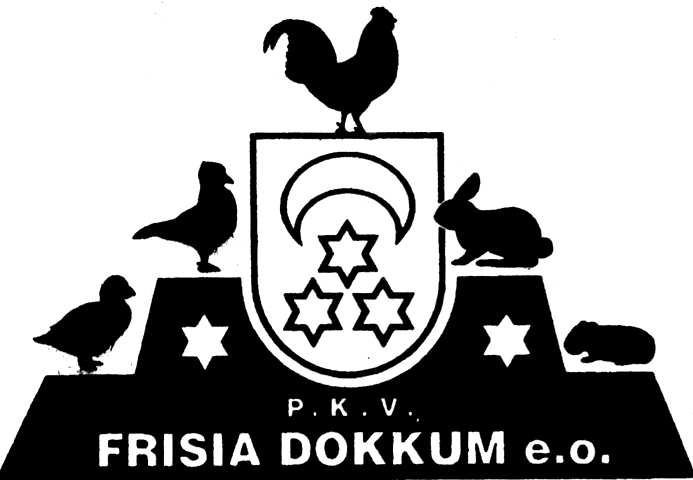 P. K. V.
FRISIA DOKKUM e.o.